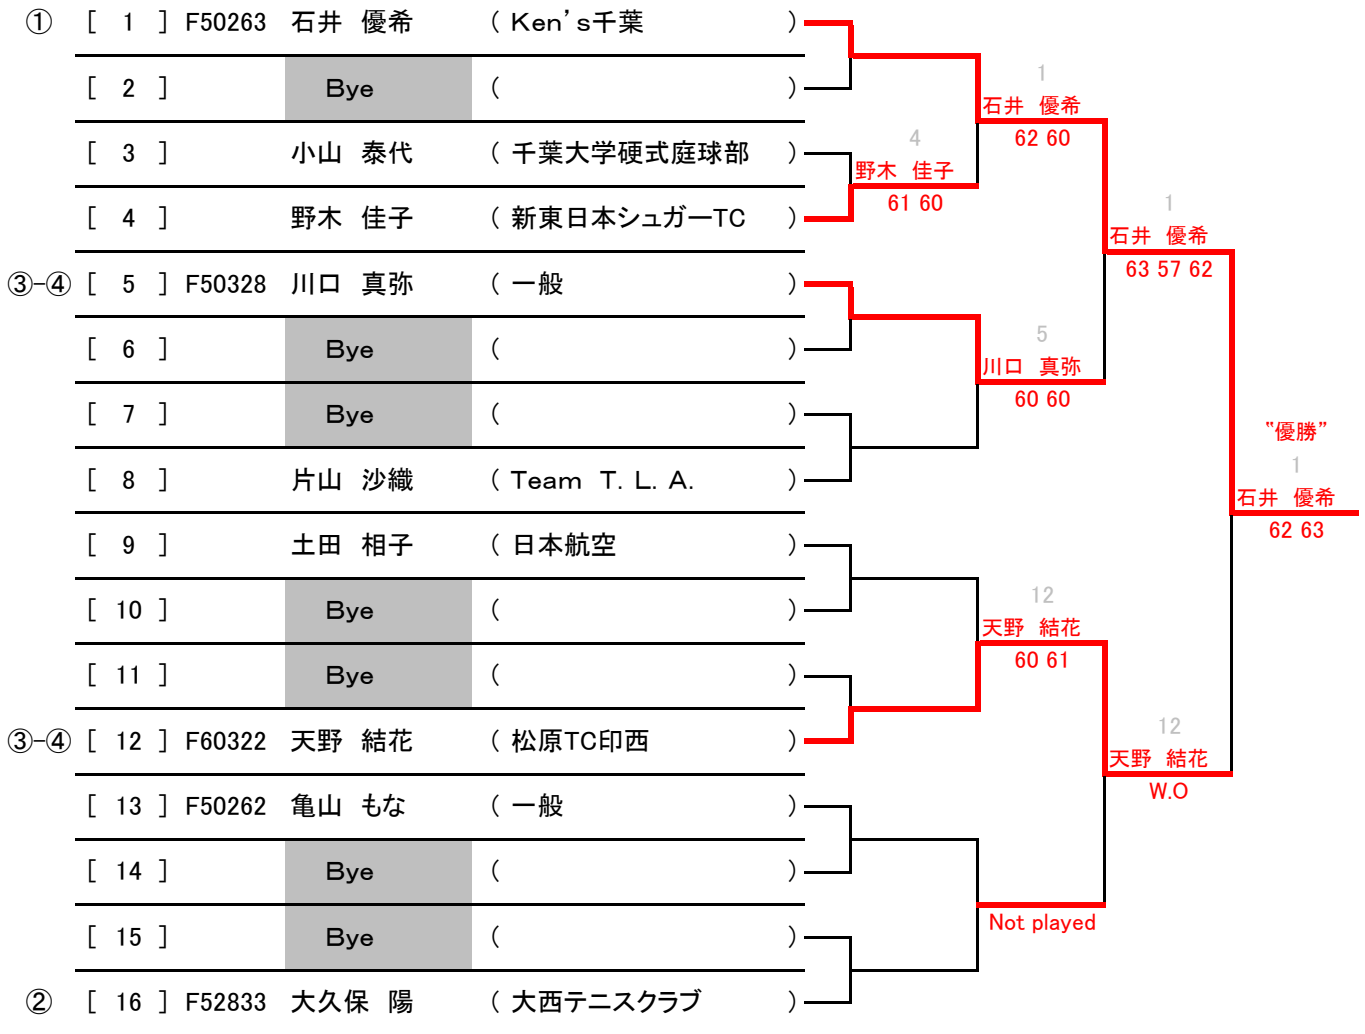 ① [ 1 ] F50263 石井 優希 ( Ken's千葉 )
[ 2 ] Bye ( )
1
石井 優希
62 60
[ 3 ] 小山 泰代 ( 千葉大学硬式庭球部 )
4
野木 佳子
61 60
[ 4 ] 野木 佳子 ( 新東日本シュガーTC )
1
石井 優希
63 57 62
③-④ [ 5 ] F50328 川口 真弥 ( 一般 )
[ 6 ] Bye ( )
5
川口 真弥
60 60
[ 7 ] Bye ( )
[ 8 ] 片山 沙織 ( Team T. L. A. )
“優勝”
1
石井 優希
62 63
[ 9 ] 土田 相子 ( 日本航空 )
[ 10 ] Bye ( )
12
天野 結花
60 61
[ 11 ] Bye ( )
③-④ [ 12 ] F60322 天野 結花 ( 松原TC印西 )
12
天野 結花
W.O
[ 13 ] F50262 亀山 もな ( 一般 )
[ 14 ] Bye ( )
Not played
[ 15 ] Bye ( )
② [ 16 ] F52833 大久保 陽 ( 大西テニスクラブ )